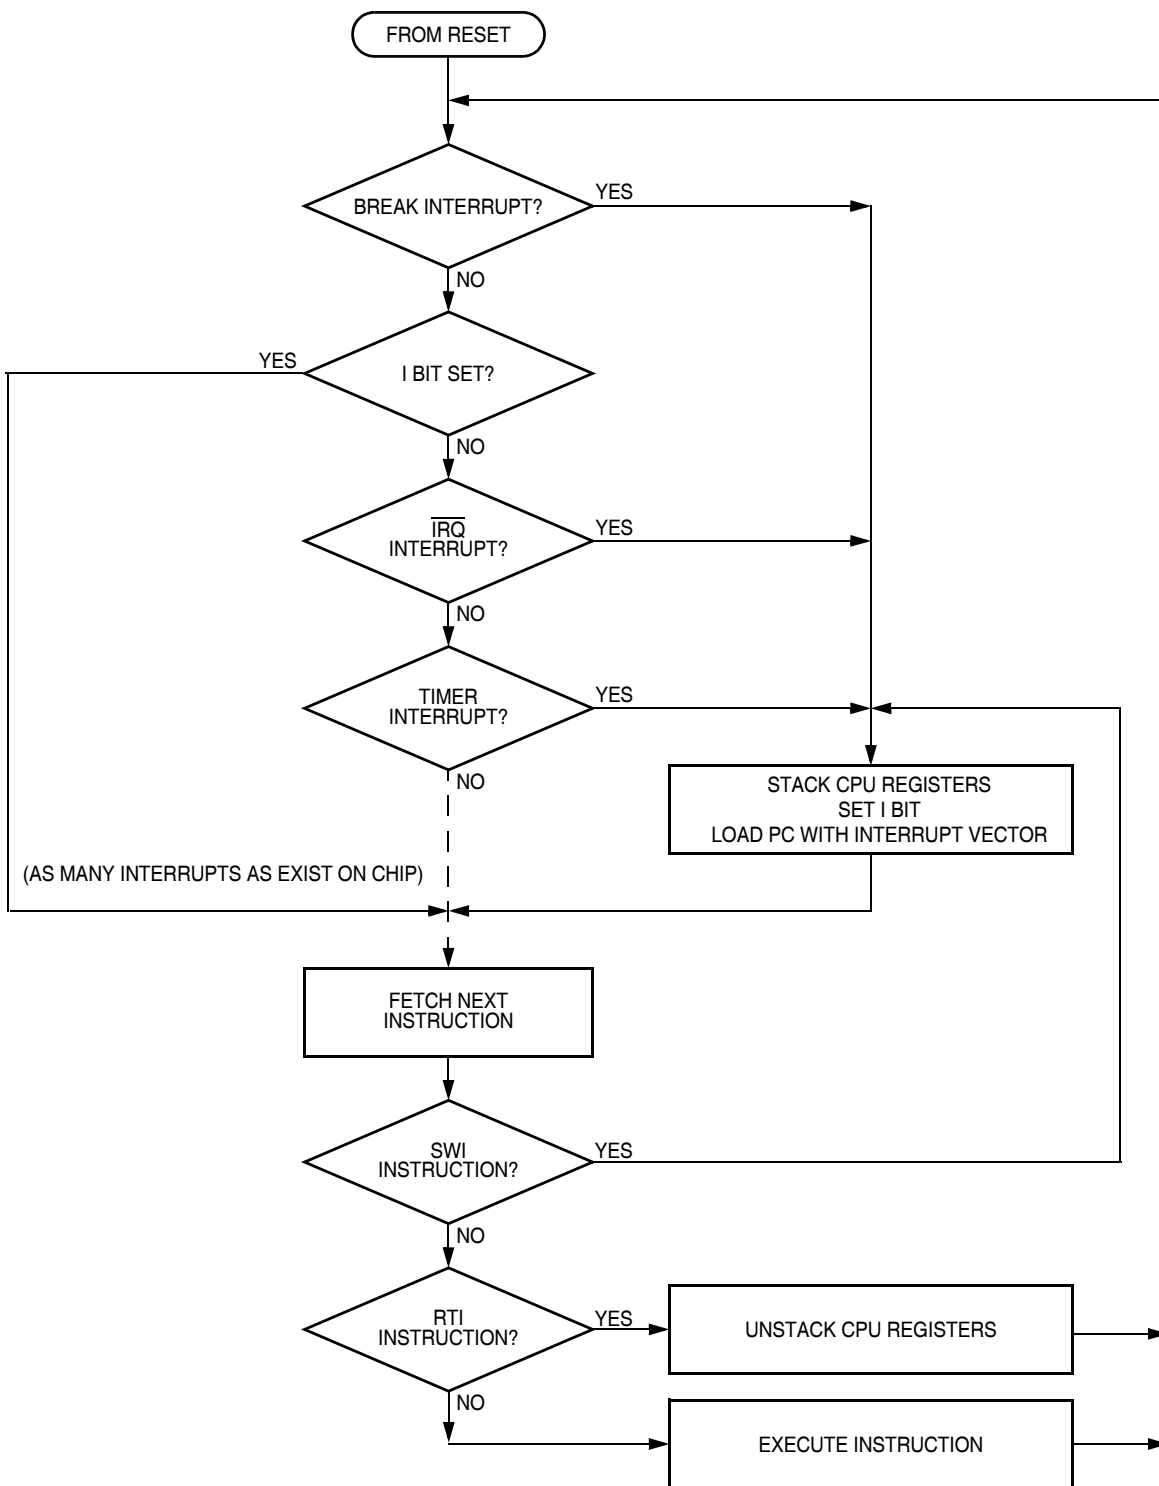 FROM RESET
BREAK INTERRUPT?
YES
NO
I BIT SET?
YES
NO
IRQ
INTERRUPT?
YES
NO
TIMER
INTERRUPT?
YES
NO
STACK CPU REGISTERS
SET I BIT
LOAD PC WITH INTERRUPT VECTOR
(AS MANY INTERRUPTS AS EXIST ON CHIP)
FETCH NEXT
INSTRUCTION
SWI
INSTRUCTION?
YES
NO
RTI
INSTRUCTION?
YES
UNSTACK CPU REGISTERS
NO
EXECUTE INSTRUCTION